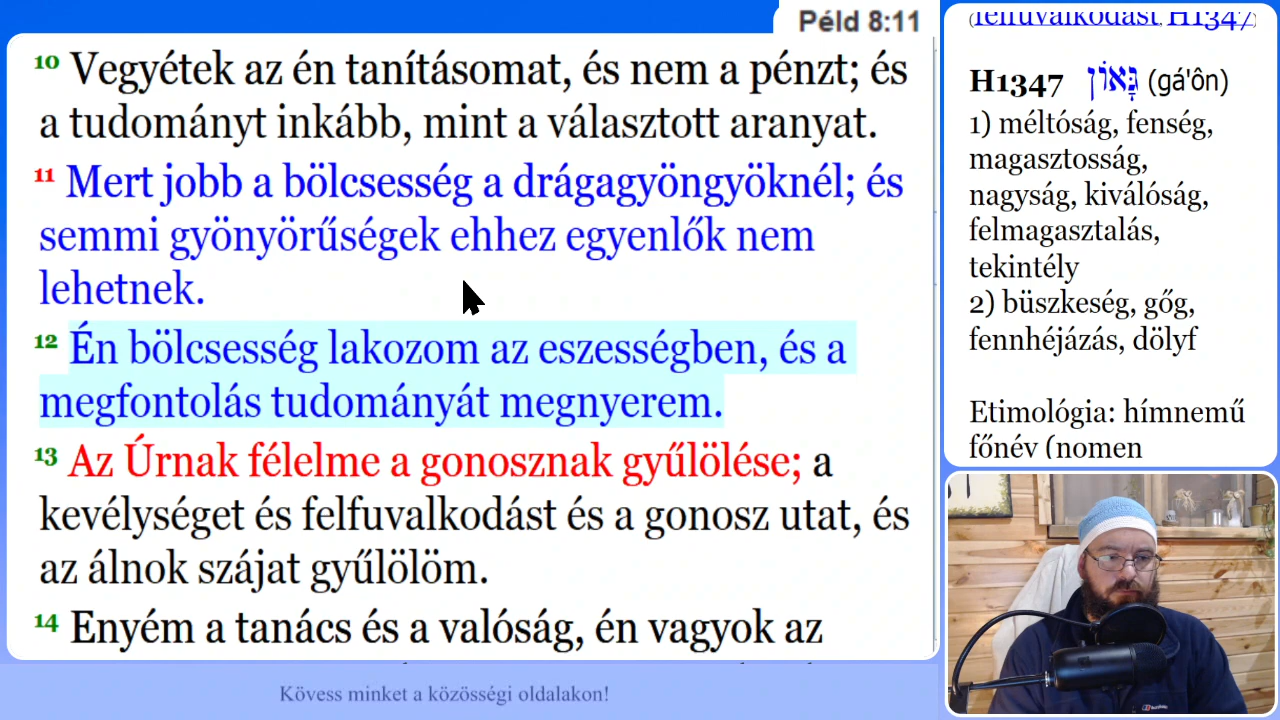 Péld 8:11
10 Vegyétek az én tanításomat, és nem a pénzt; és
a tudományt inkább, mint a választott aranyat.
11 Mert jobb a bölcsesség a drágagyöngyöknél; és
semmi gyönyörűségek ehhez egyenlők nem
lehetnek.
12 Én bölcsesség lakozom az eszességben, és a
megfontolás tudományát megnyerem.
13 Az Úrnak félelme a gonosznak gyűlölése; a
kevélységet és felfuvalkodást és a gonosz utat, és
az álnok szájat gyűlölöm.
14 Enyém a tanács és a valóság, én vagyok az
Kövess minket a közösségi oldalakon!
(felfuvalkodást, H1347)
H1347 גָּאוֹן (gá'ôn)
1) méltóság, fenség,
magasztosság,
nagyság, kiválóság,
felmagasztalás,
tekintély
2) büszkeség, gőg,
fennhéjázás, dölyf
Etimológia: hímnemű
főnév (nomen